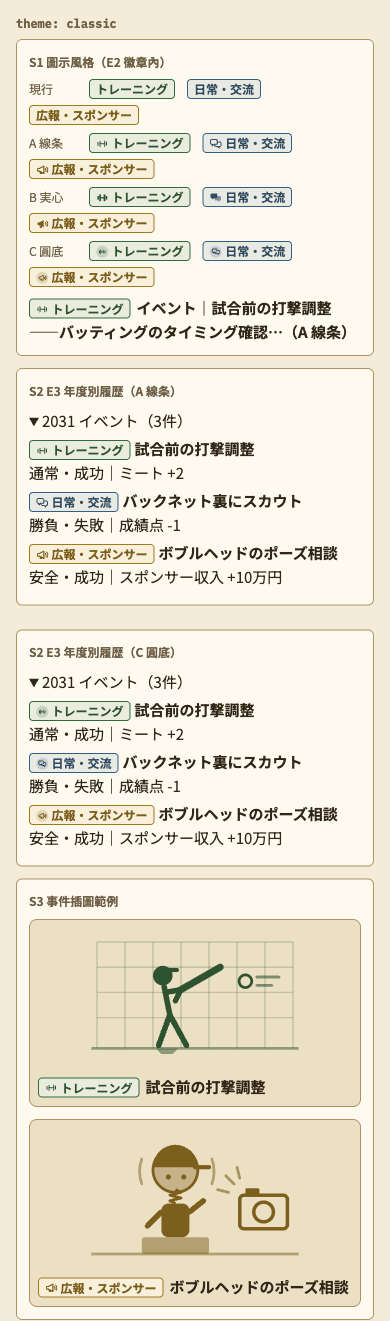 theme: classic
S1 圖示風格（E2 徽章內）
現行 トレーニング 日常・交流
広報・スポンサー
A 線条 トレーニング 日常・交流
広報・スポンサー
B 実心 トレーニング 日常・交流
広報・スポンサー
C 圓底 トレーニング 日常・交流
広報・スポンサー
トレーニング イベント｜試合前の打撃調整
──バッティングのタイミング確認…（A 線条）
S2 E3 年度別履歴（A 線条）
▼2031 イベント（3件）
トレーニング 試合前の打撃調整
通常・成功｜ミート +2
日常・交流 バックネット裏にスカウト
勝負・失敗｜成績点 -1
広報・スポンサー ボブルヘッドのポーズ相談
安全・成功｜スポンサー収入 +10万円
S2 E3 年度別履歴（C 圓底）
▼2031 イベント（3件）
トレーニング 試合前の打撃調整
通常・成功｜ミート +2
日常・交流 バックネット裏にスカウト
勝負・失敗｜成績点 -1
広報・スポンサー ボブルヘッドのポーズ相談
安全・成功｜スポンサー収入 +10万円
S3 事件插圖範例
トレーニング 試合前の打撃調整
広報・スポンサー ボブルヘッドのポーズ相談